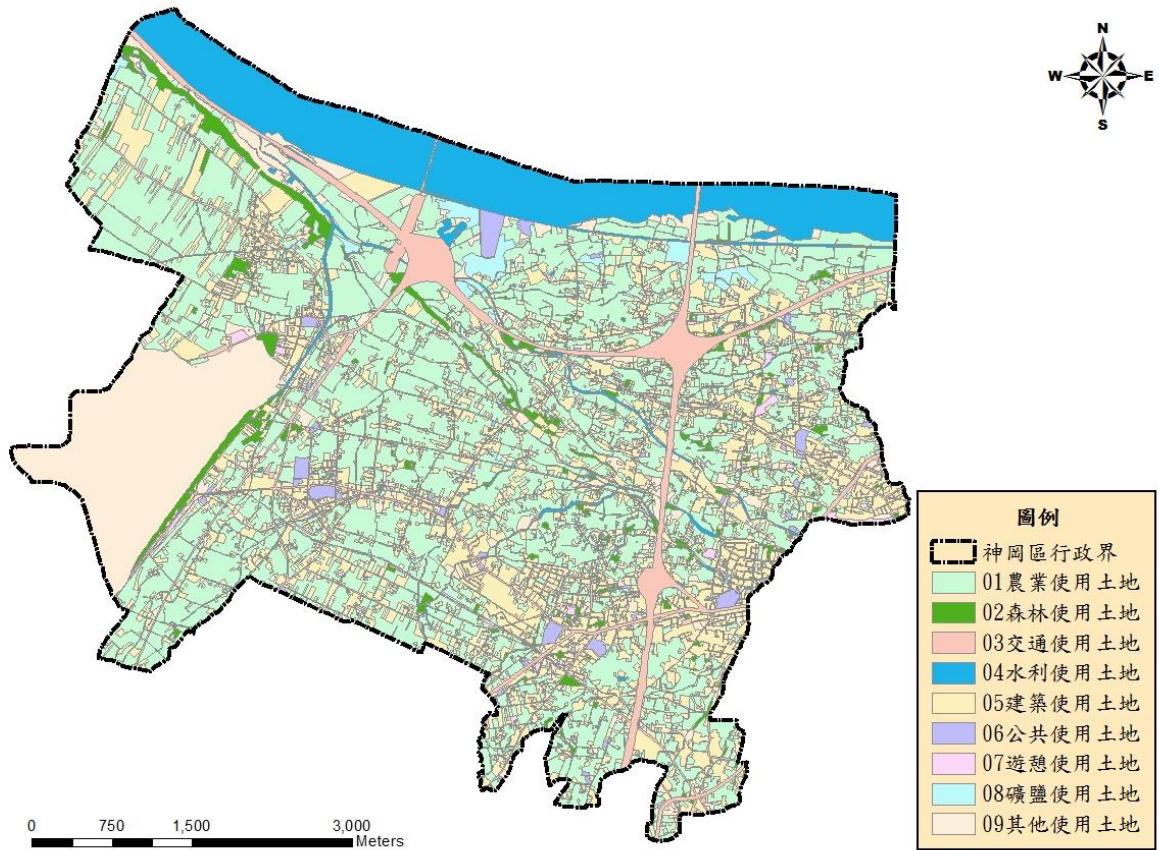 N
W E
S
圖例
神岡區行政界
01農業使用土地
02森林使用土地
03交通使用土地
04水利使用土地
05建築使用土地
06公共使用土地
07遊憩使用土地
08礦鹽使用土地
09其他使用土地
0 750 1,500 3,000
Meters